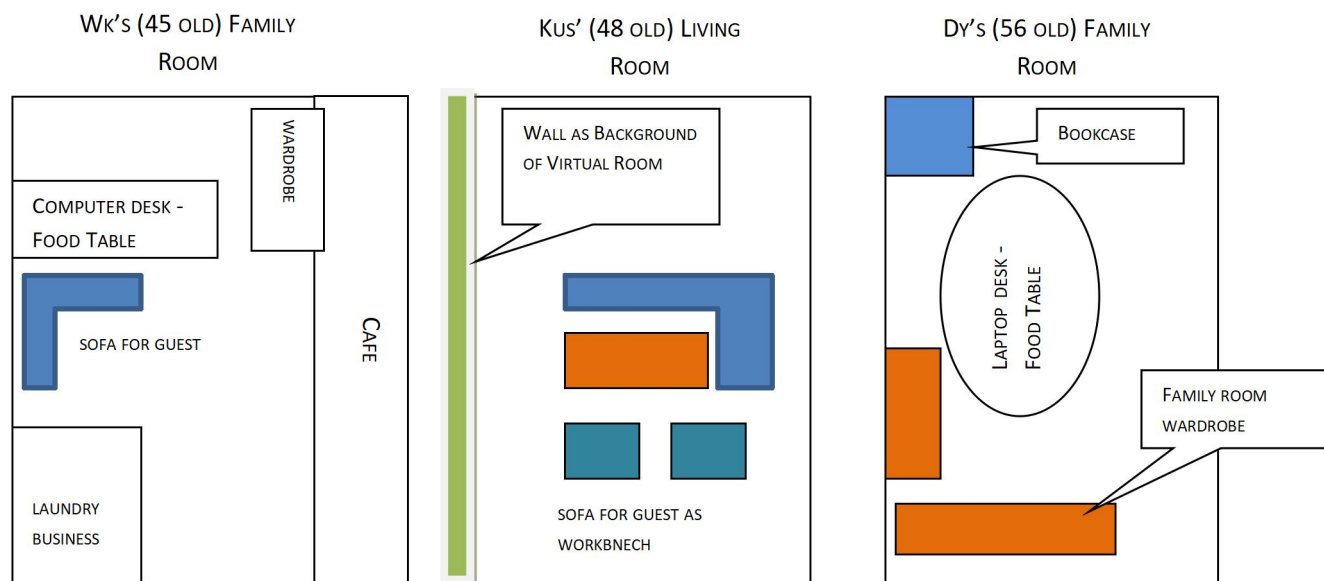 Wk's (45 old) Family
Room
Wardrobe
Computer desk -
Food Table
sofa for guest
Cafe
laundry
business
Kus' (48 old) Living
Room
Wall as Background
of Virtual Room
sofa for guest as
workbnech
Dy's (56 old) Family
Room
Bookcase
Laptop desk -
Food Table
Family room
wardrobe